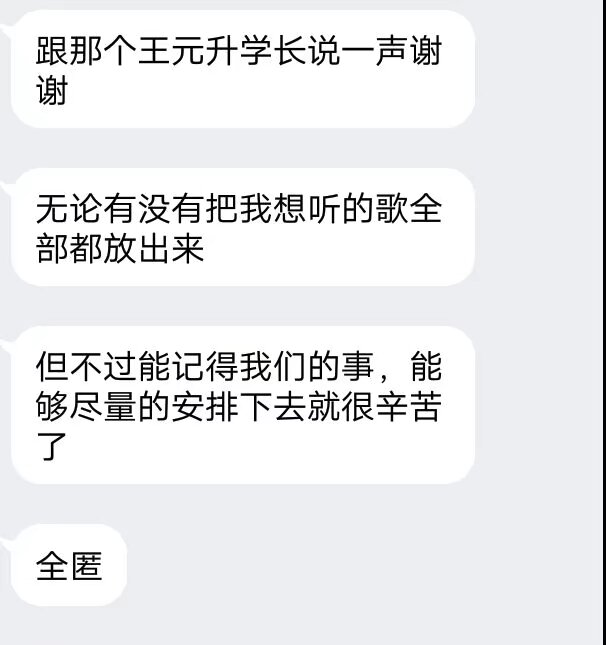 跟那个王元升学长说一声谢
谢
无论有没有把我想听的歌全
部都放出来
但不过能记得我们的事，能
够尽量的安排下去就很辛苦
了
全匿